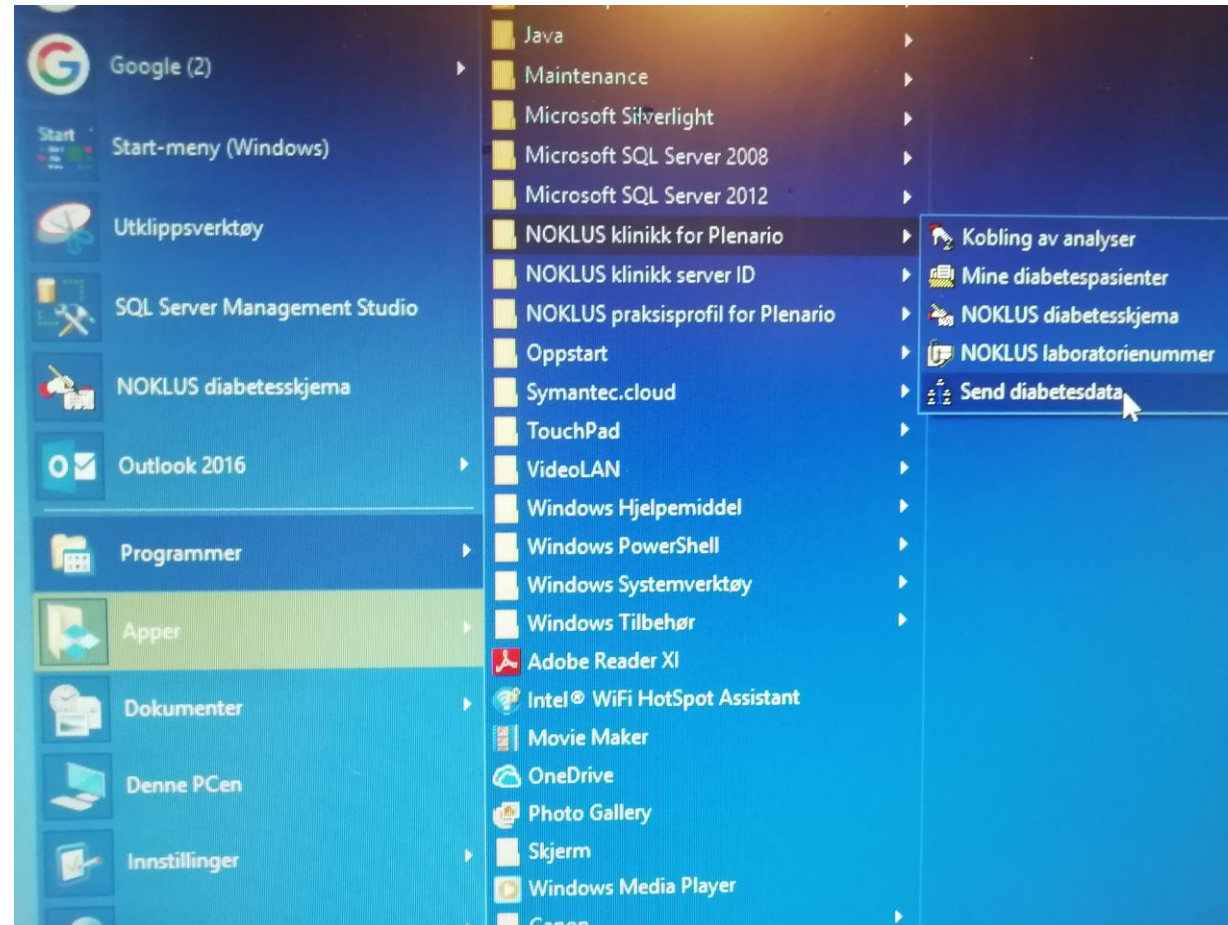 Google (2)
Start
Start-meny (Windows)
Utklippsverktøy
SQL Server Management Studio
NOKLUS diabetesskjema
Outlook 2016
Programmer
Apper
Dokumenter
Denne PCen
Innstillinger
Java
Maintenance
Microsoft Silverlight
Microsoft SQL Server 2008
Microsoft SQL Server 2012
NOKLUS klinikk for Plenario
NOKLUS klinikk server ID
NOKLUS praksisprofil for Plenario
Oppstart
Symantec.cloud
TouchPad
VideoLAN
Windows Hjelpemiddel
Windows PowerShell
Windows Systemverktøy
Windows Tilbehør
Adobe Reader XI
Intel® WiFi HotSpot Assistant
Movie Maker
OneDrive
Photo Gallery
Skjerm
Windows Media Player
Canon
Kobling av analyser
Mine diabetespasienter
NOKLUS diabetesskjema
NOKLUS laboratorienummer
Send diabetesdata